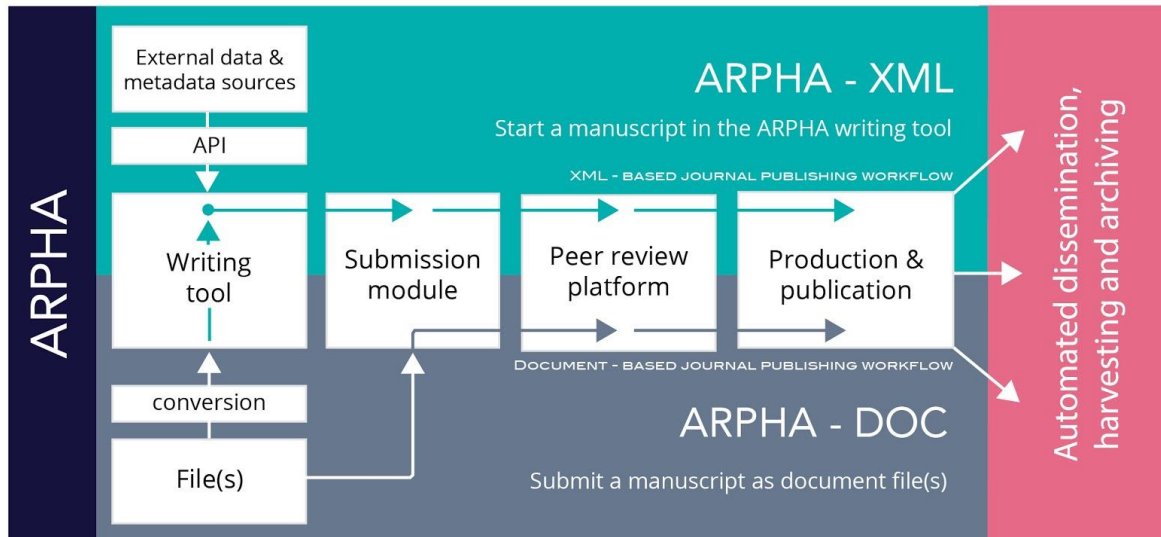 ARPHA
External data &
metadata sources
API
Writing
tool
conversion
File(s)
Submission
module
Peer review
platform
Production &
publication
ARPHA - XML
Start a manuscript in the ARPHA writing tool
XML - BASED JOURNAL PUBLISHING WORKFLOW
DOCUMENT - BASED JOURNAL PUBLISHING WORKFLOW
ARPHA - DOC
Submit a manuscript as document file(s)
Automated dissemination,
harvesting and archiving